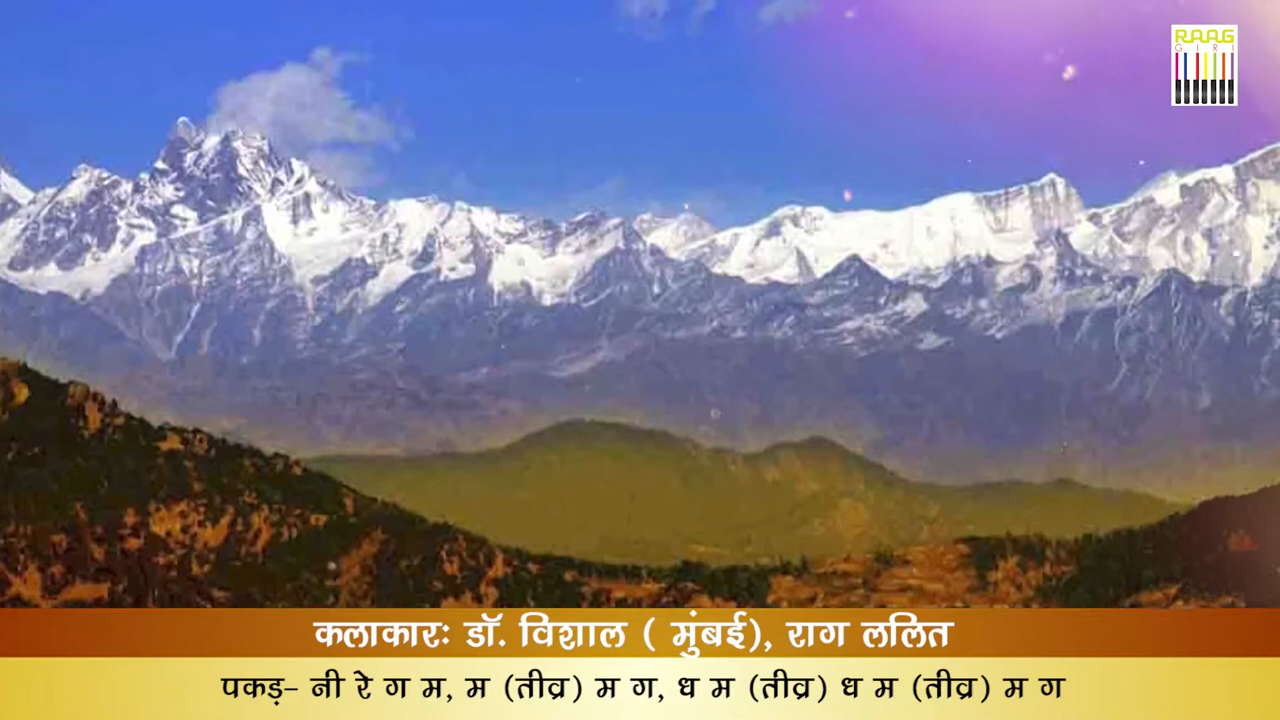 RAAG
GIRI
कलाकारः डॉ. विशाल ( मुंबई), राग ललित
पकड़– नी रे ग म, म (तीव्र) म ग, ध म (तीव्र) ध म (तीव्र) म ग